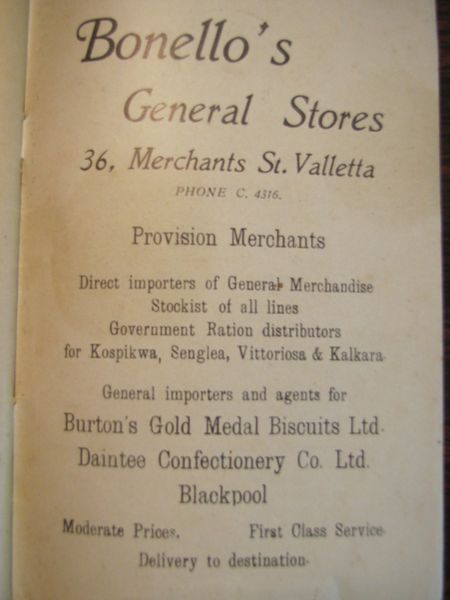 Bonello's
General Stores
36, Merchants St. Valletta
PHONE C. 4316.
Provision Merchants
Direct importers of General Merchandise
Stockist of all lines
Government Ration distributors
for Kospikwa, Senglea, Vittoriosa & Kalkara.
General importers and agents for
Burton's Gold Medal Biscuits Ltd.
Daintee Confectionery Co. Ltd.
Blackpool
Moderate Prices. First Class Service.
Delivery to destination.